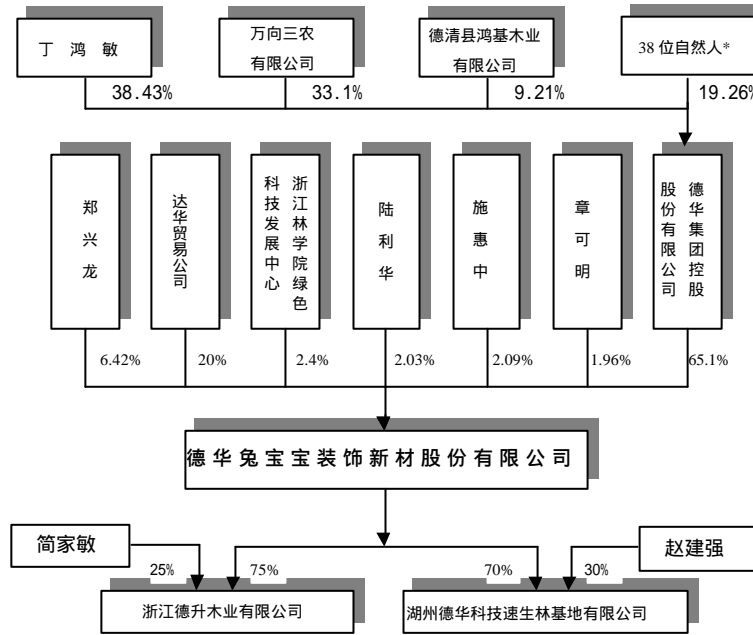 丁 鸿 敏
万向三农
有限公司
德清县鸿基木业
有限公司
38 位自然人*
38.43%
33.1%
9.21%
19.26%
郑兴龙
达华贸易公司
浙江林学院绿色
科技发展中心
陆利华
施惠中
章可明
德华集团控股
股份有限公司
6.42%
20%
2.4%
2.03%
2.09%
1.96%
65.1%
德华兔宝宝装饰新材股份有限公司
简家敏
赵建强
25%
75%
70%
30%
浙江德升木业有限公司
湖州德华科技速生林基地有限公司